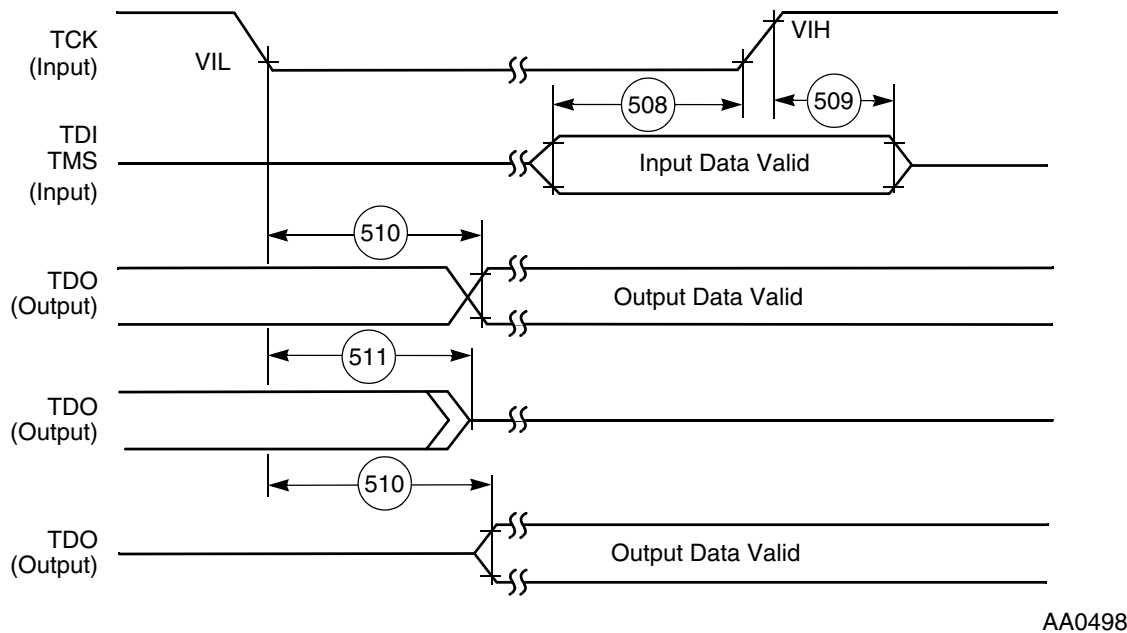 TCK
(Input)
VIL
VIH
508
509
TDI
TMS
(Input)
Input Data Valid
510
TDO
(Output)
Output Data Valid
511
TDO
(Output)
510
TDO
(Output)
Output Data Valid
AA0498